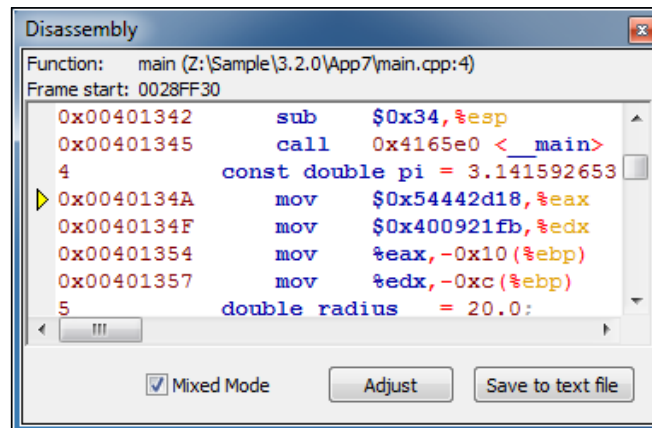 Disassembly
Function: main (Z:\Sample\3.2.0\App7\main.cpp:4)
Frame start: 0028FF30
0x00401342 sub $0x34,%esp
0x00401345 call 0x4165e0 <__main>
4 const double pi = 3.141592653
0x0040134A mov $0x54442d18,%eax
0x0040134F mov $0x400921fb,%edx
0x00401354 mov %eax,-0x10(%ebp)
0x00401357 mov %edx,-0xc(%ebp)
5 double radius = 20.0;
Mixed Mode Adjust Save to text file